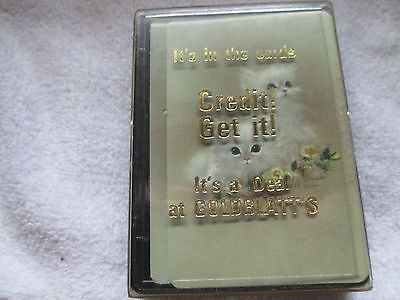 It's in the cards
Credit!
Get it!
It's a Deal
at GOLDBLATT'S